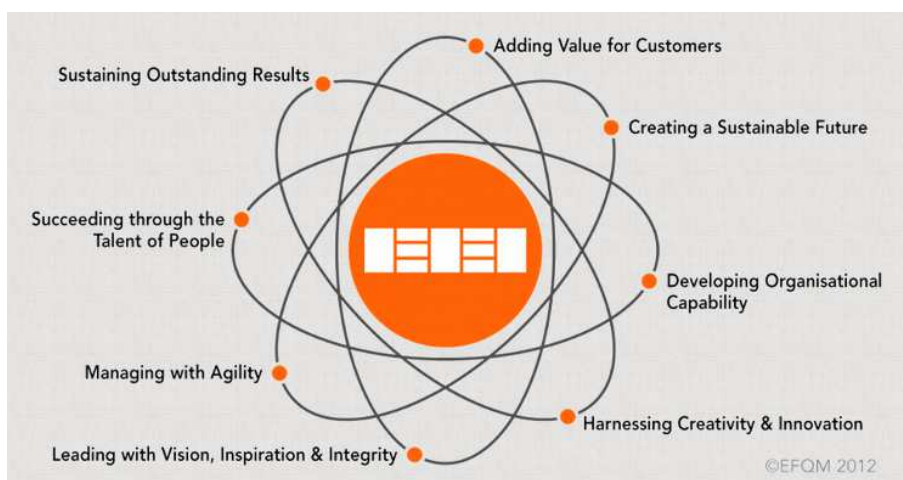 Adding Value for Customers
Sustaining Outstanding Results
Creating a Sustainable Future
Succeeding through the
Talent of People
Developing Organisational
Capability
Managing with Agility
Harnessing Creativity & Innovation
Leading with Vision, Inspiration & Integrity
©EFQM 2012